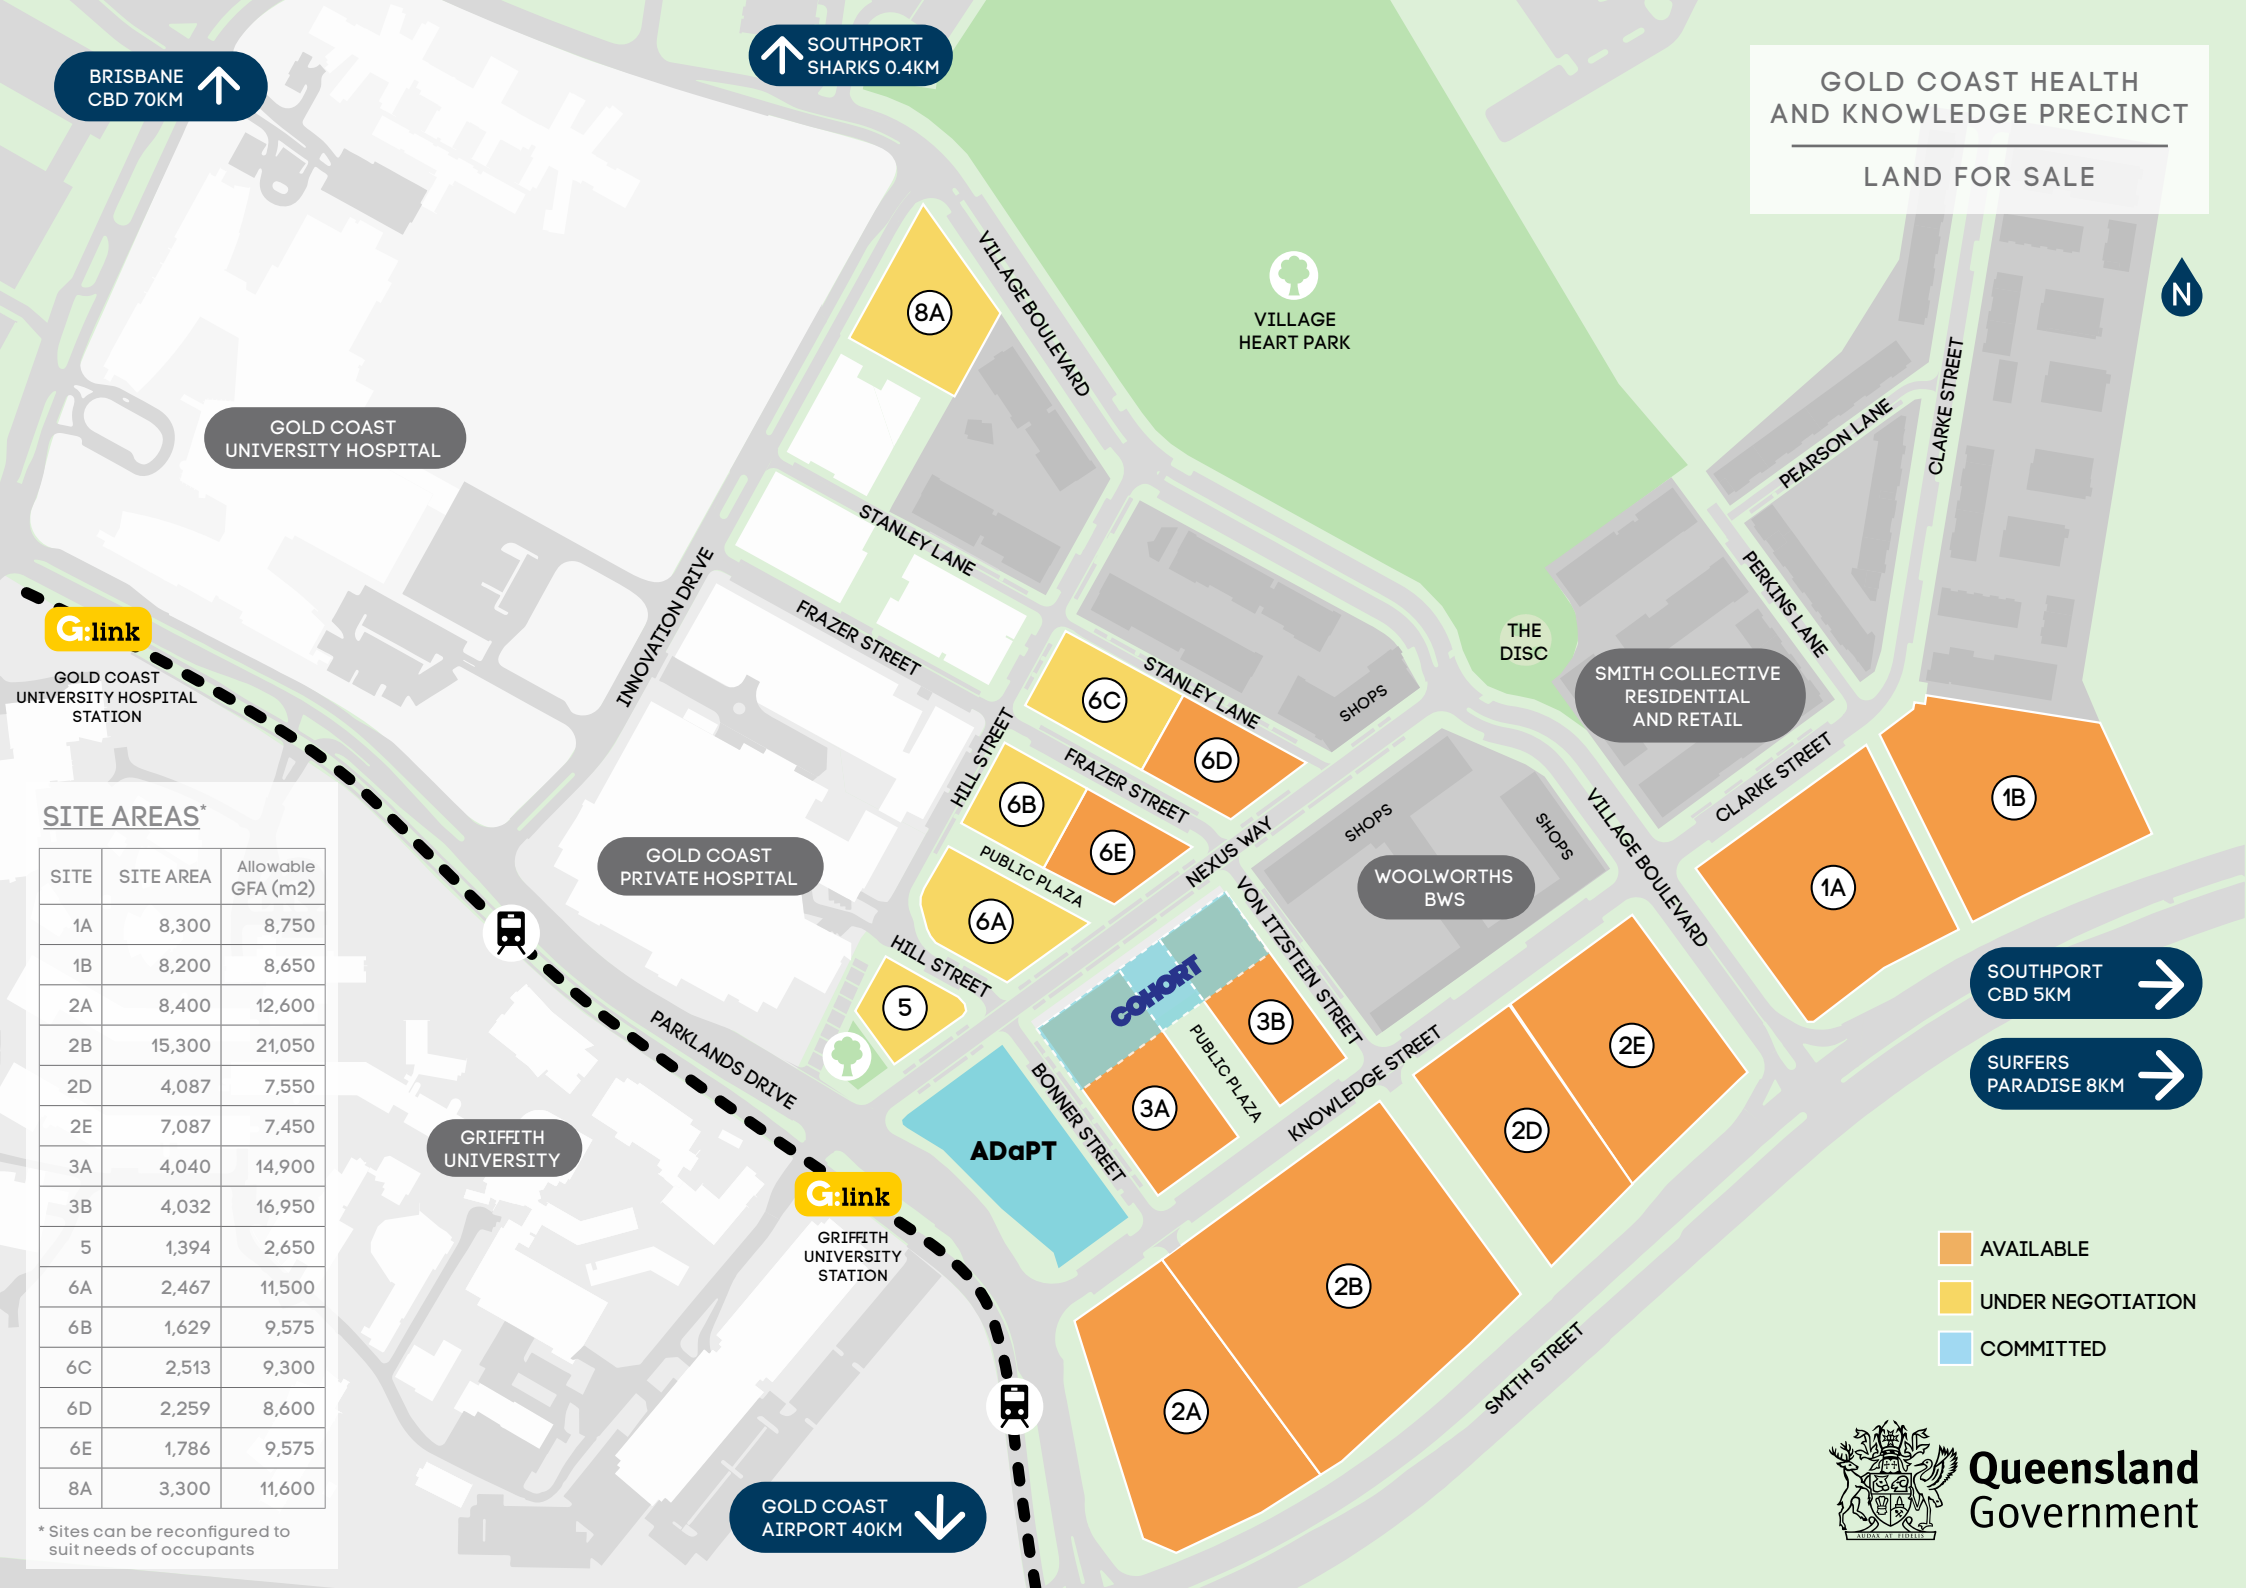 BRISBANE
CBD 70KM
SOUTHPORT
SHARKS 0.4KM
GOLD COAST HEALTH
AND KNOWLEDGE PRECINCT
LAND FOR SALE
N
VILLAGE BOULEVARD
8A
VILLAGE
HEART PARK
CLARKE STREET
PEARSON LANE
GOLD COAST
UNIVERSITY HOSPITAL
STANLEY LANE
INNOVATION DRIVE
FRAZER STREET
PERKINS LANE
G:link
GOLD COAST
UNIVERSITY HOSPITAL
STATION
THE
DISC
STANLEY LANE
SHOPS
SMITH COLLECTIVE
RESIDENTIAL
AND RETAIL
6C
6D
HILL STREET
FRAZER STREET
CLARKE STREET
6B
6E
1B
1A
SHOPS
SHOPS
VILLAGE BOULEVARD
NEXUS WAY
PUBLIC PLAZA
GOLD COAST
PRIVATE HOSPITAL
WOOLWORTHS
BWS
6A
VON ITZSTEIN STREET
HILL STREET
5
COHORT
3B
PUBLIC PLAZA
3A
BONNER STREET
KNOWLEDGE STREET
PARKLANDS DRIVE
2E
2D
SOUTHPORT
CBD 5KM
SURFERS
PARADISE 8KM
ADaPT
GRIFFITH
UNIVERSITY
G:link
GRIFFITH
UNIVERSITY
STATION
2B
2A
SMITH STREET
GOLD COAST
AIRPORT 40KM
SITE AREAS*
SITE SITE AREA Allowable GFA (m2)
1A 8,300 8,750
1B 8,200 8,650
2A 8,400 12,600
2B 15,300 21,050
2D 4,087 7,550
2E 7,087 7,450
3A 4,040 14,900
3B 4,032 16,950
5 1,394 2,650
6A 2,467 11,500
6B 1,629 9,575
6C 2,513 9,300
6D 2,259 8,600
6E 1,786 9,575
8A 3,300 11,600
* Sites can be reconfigured to
suit needs of occupants
AVAILABLE
UNDER NEGOTIATION
COMMITTED
AUDAX AT FIDELIS
Queensland
Government